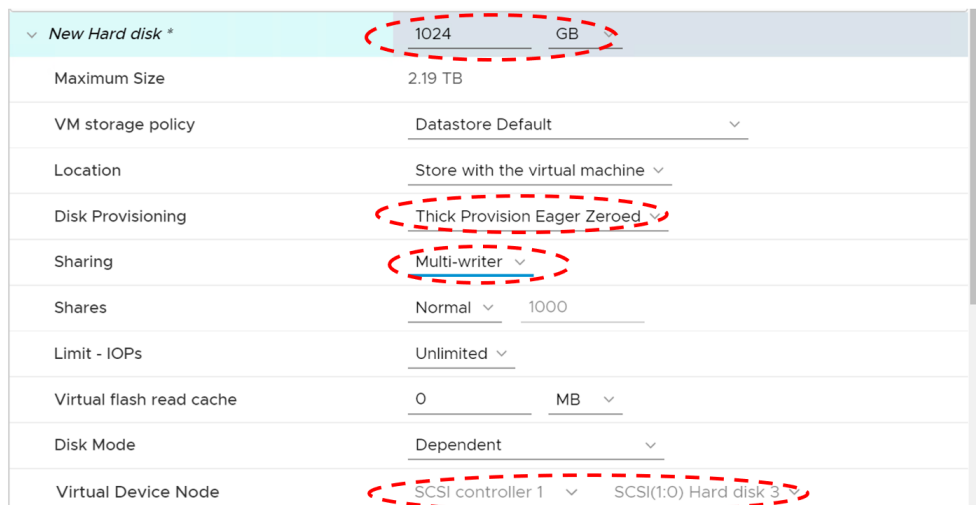 New Hard disk * 1024 GB
Maximum Size 2.19 TB
VM storage policy Datastore Default
Location Store with the virtual machine
Disk Provisioning Thick Provision Eager Zeroed
Sharing Multi-writer
Shares Normal 1000
Limit - IOPs Unlimited
Virtual flash read cache 0 MB
Disk Mode Dependent
Virtual Device Node SCSI controller 1 SCSI(1:0) Hard disk 3